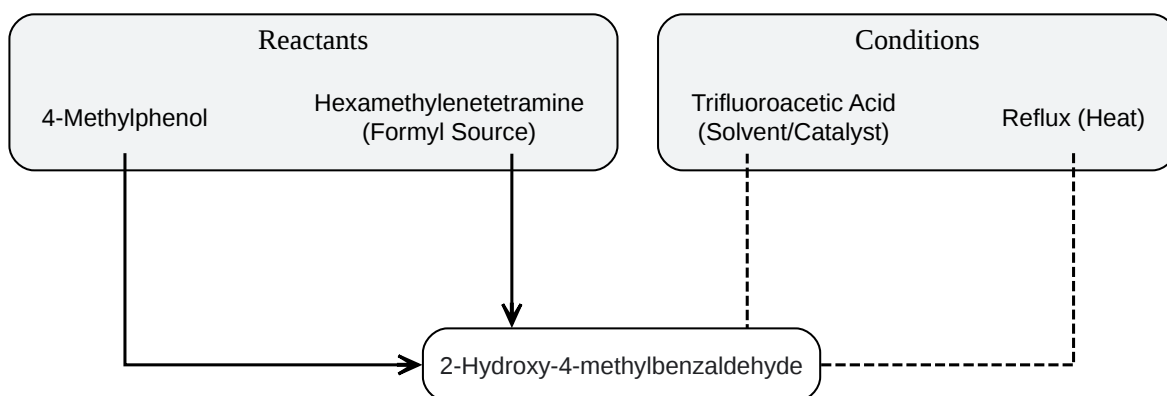 Reactants
4-Methylphenol
Hexamethylenetetramine
(Formyl Source)
Conditions
Trifluoroacetic Acid
(Solvent/Catalyst)
Reflux (Heat)
2-Hydroxy-4-methylbenzaldehyde